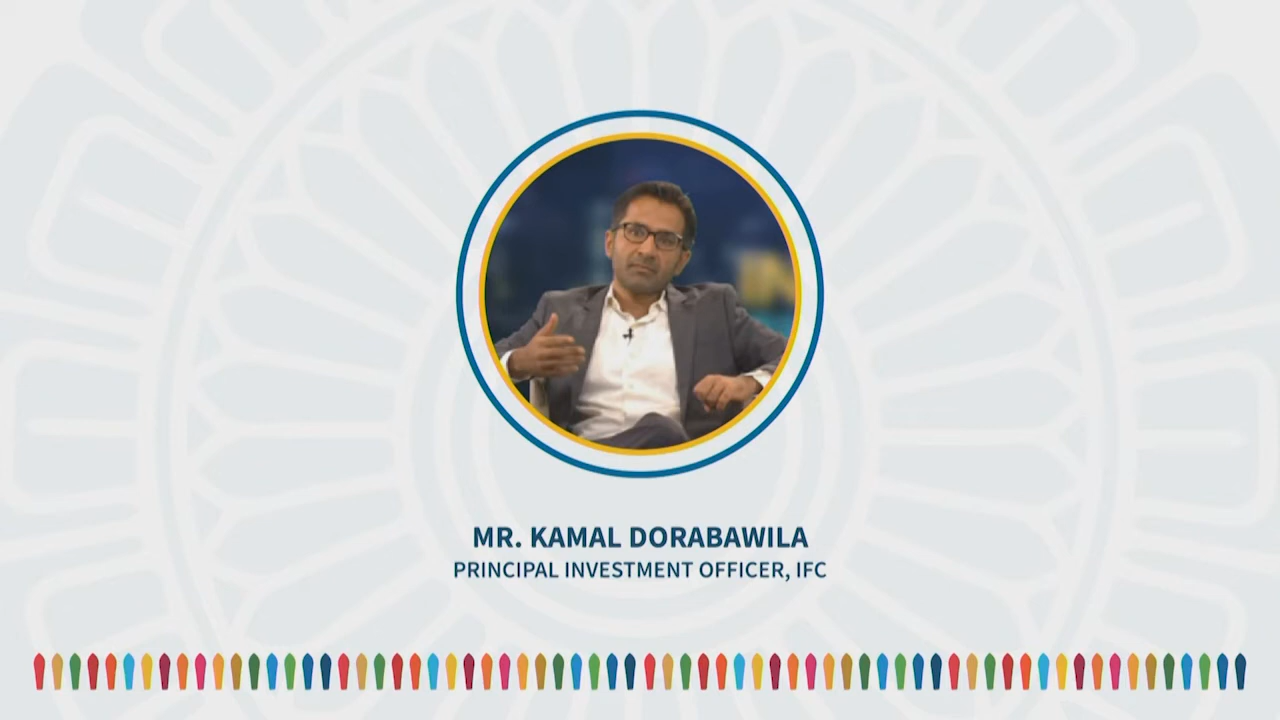 MR. KAMAL DORABAWILA
PRINCIPAL INVESTMENT OFFICER, IFC